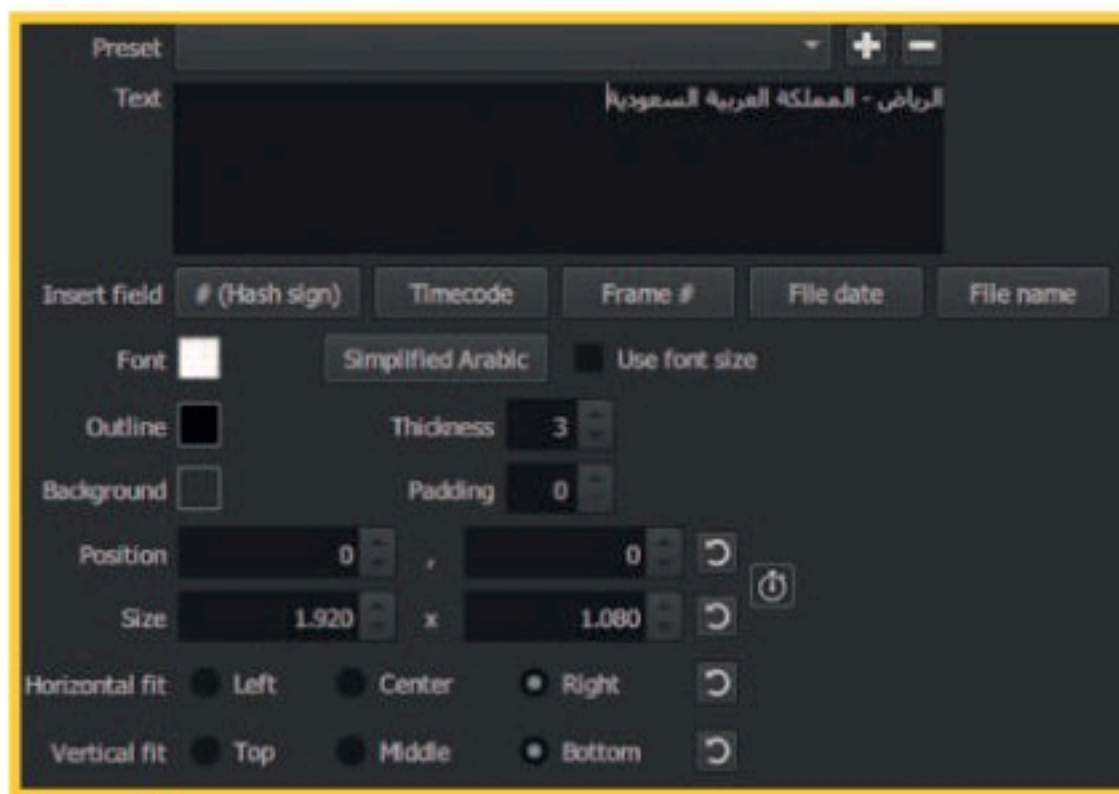 Preset
Text الرياض - المملكة العربية السعودية
Insert field # (Hash sign) Timecode Frame # File date File name
Font Simplified Arabic Use font size
Outline Thickness 3
Background Padding 0
Position 0 , 0
Size 1.920 x 1.080
Horizontal fit Left Center Right
Vertical fit Top Middle Bottom